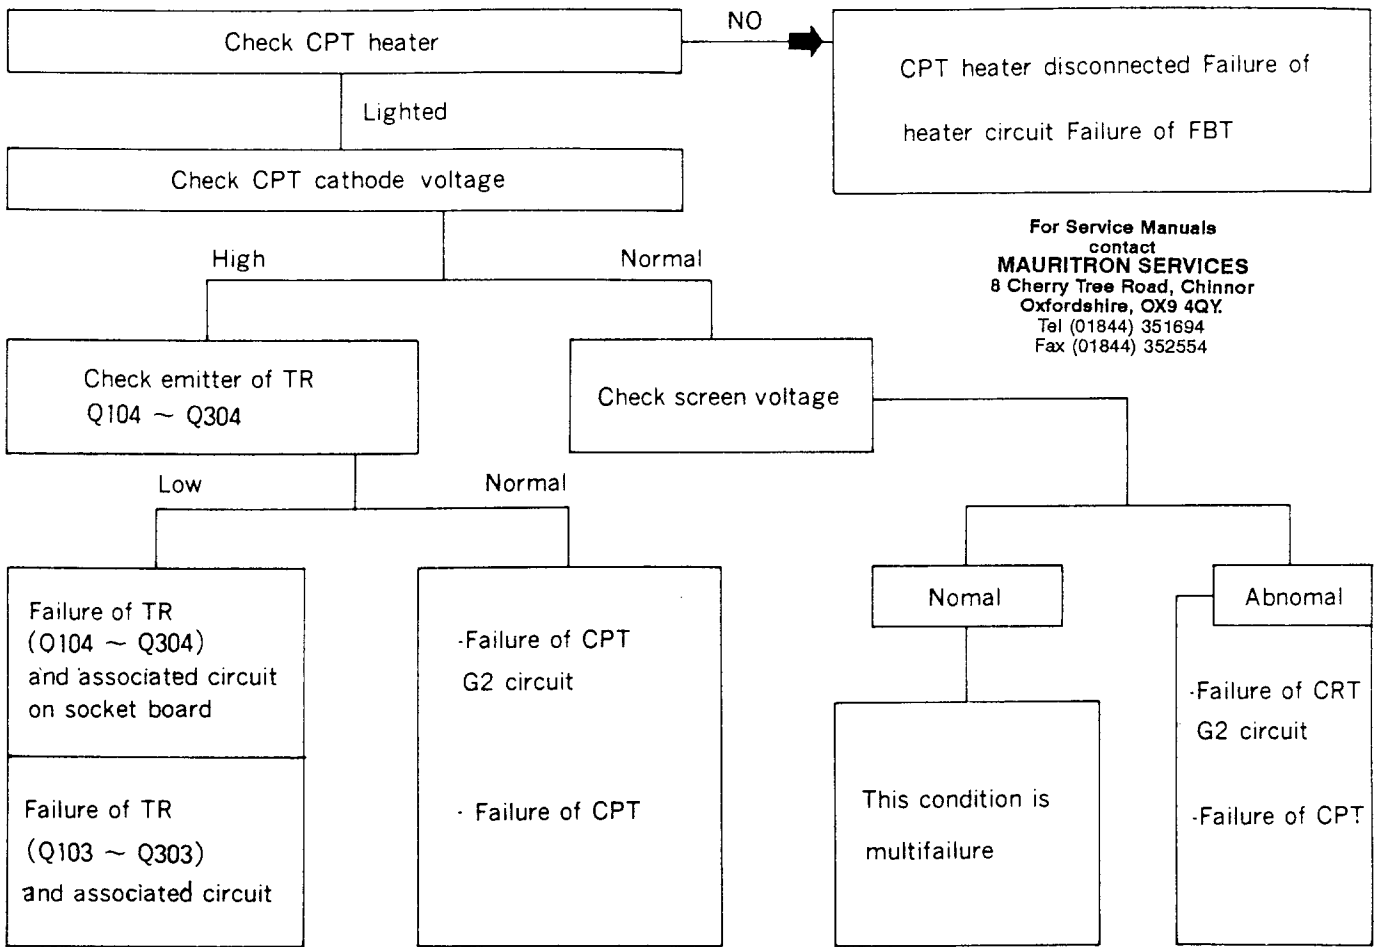 Check CPT heater
NO
CPT heater disconnected Failure of
heater circuit Failure of FBT
Lighted
Check CPT cathode voltage
For Service Manuals
contact
MAURITRON SERVICES
8 Cherry Tree Road, Chinnor
Oxfordshire, OX9 4QY.
Tel (01844) 351694
Fax (01844) 352554
High
Normal
Check emitter of TR
Q104 ~ Q304
Check screen voltage
Low
Normal
Failure of TR
(Q104 ~ Q304)
and associated circuit
on socket board
Failure of TR
(Q103 ~ Q303)
and associated circuit
-Failure of CPT
G2 circuit
- Failure of CPT
Nomal
This condition is
multifailure
Abnomal
-Failure of CRT
G2 circuit
-Failure of CPT